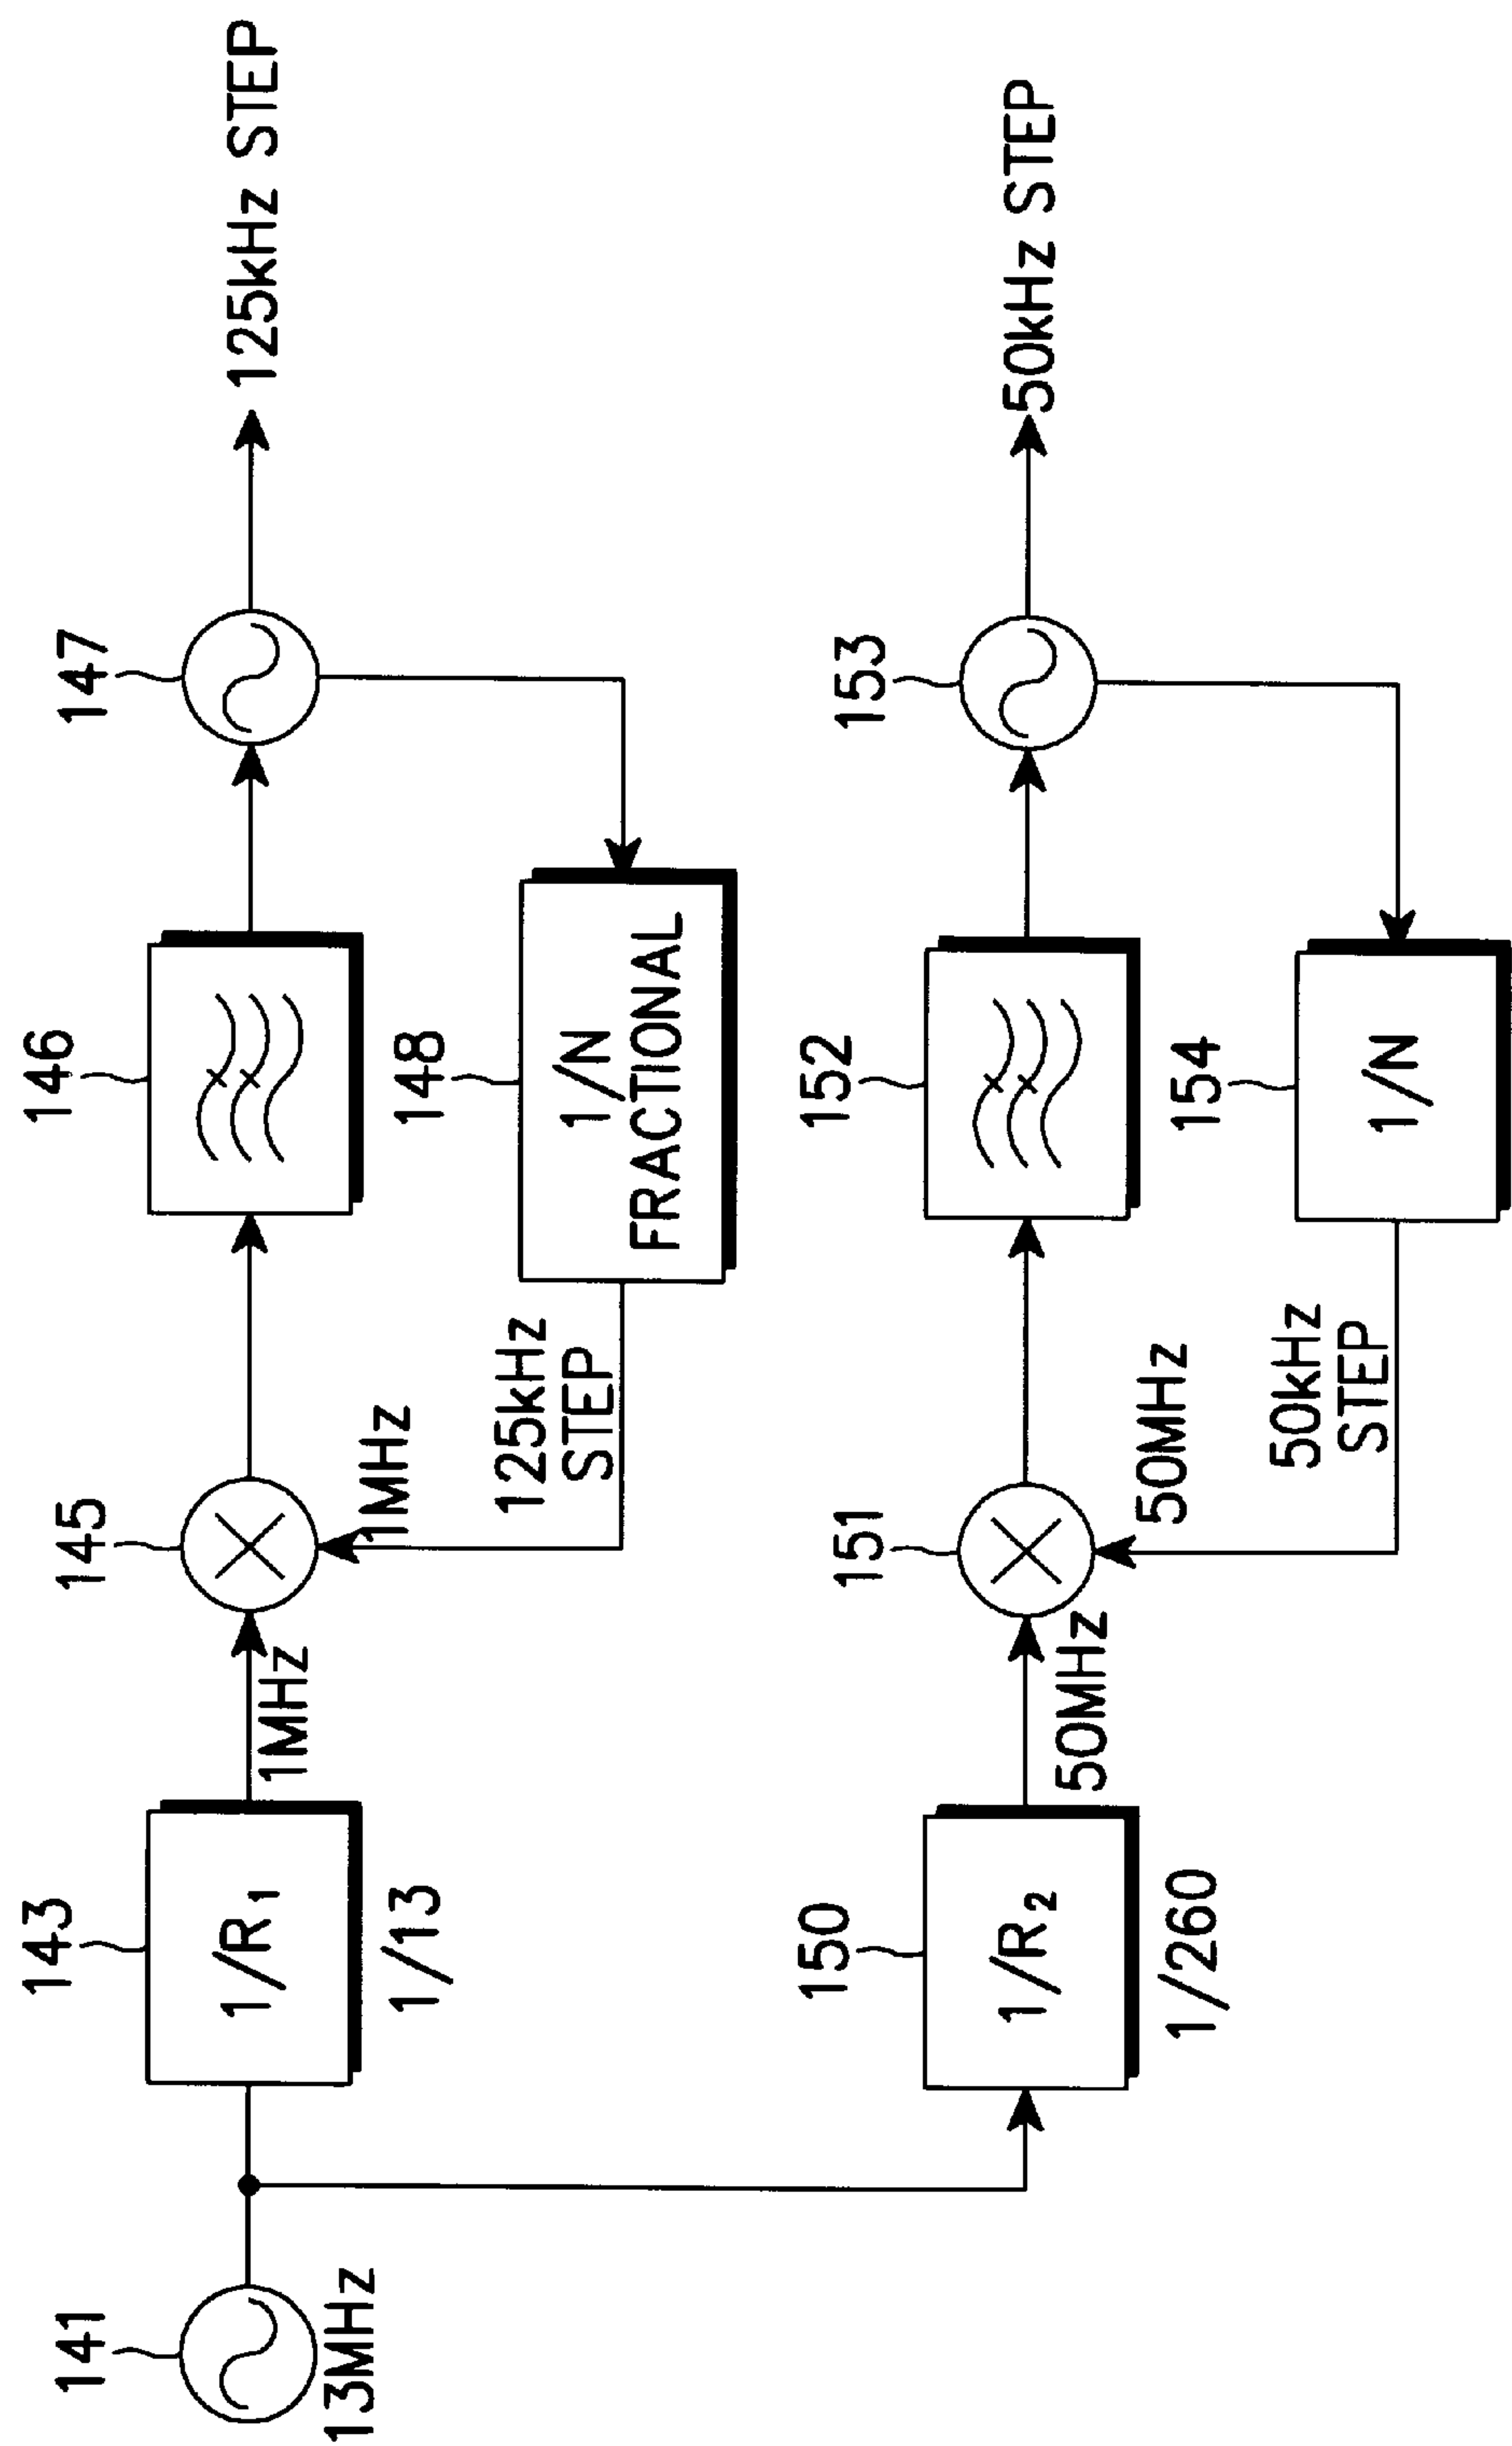 141
13MHz
143
1/R1
1/13
1MHz
145
1MHz
146
147
125kHz STEP
148
1/N
FRACTIONAL
125kHz
STEP
150
1/R2
1/260
50MHz
151
50MHz
152
153
50kHz STEP
154
1/N
50kHz
STEP